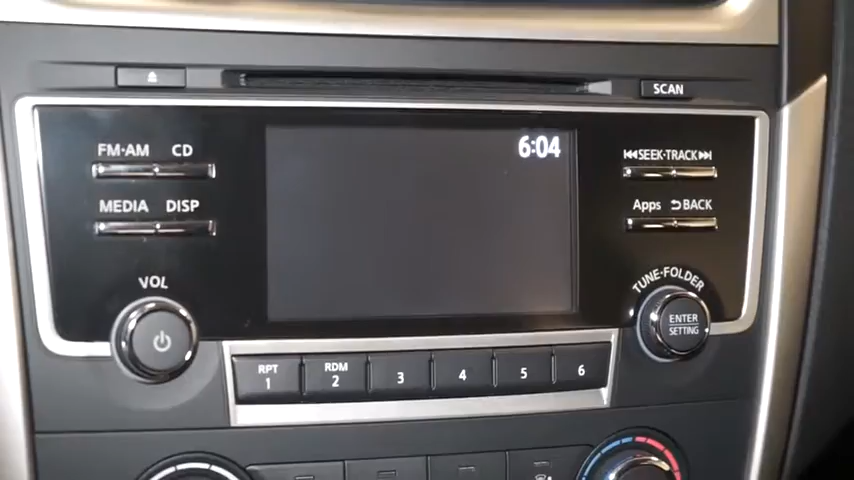 SCAN
FM·AM CD
6:04
⏮SEEK·TRACK⏭
MEDIA DISP
Apps ⮌BACK
VOL
TUNE·FOLDER
ENTER
SETTING
RPT RDM
1 2 3 4 5 6